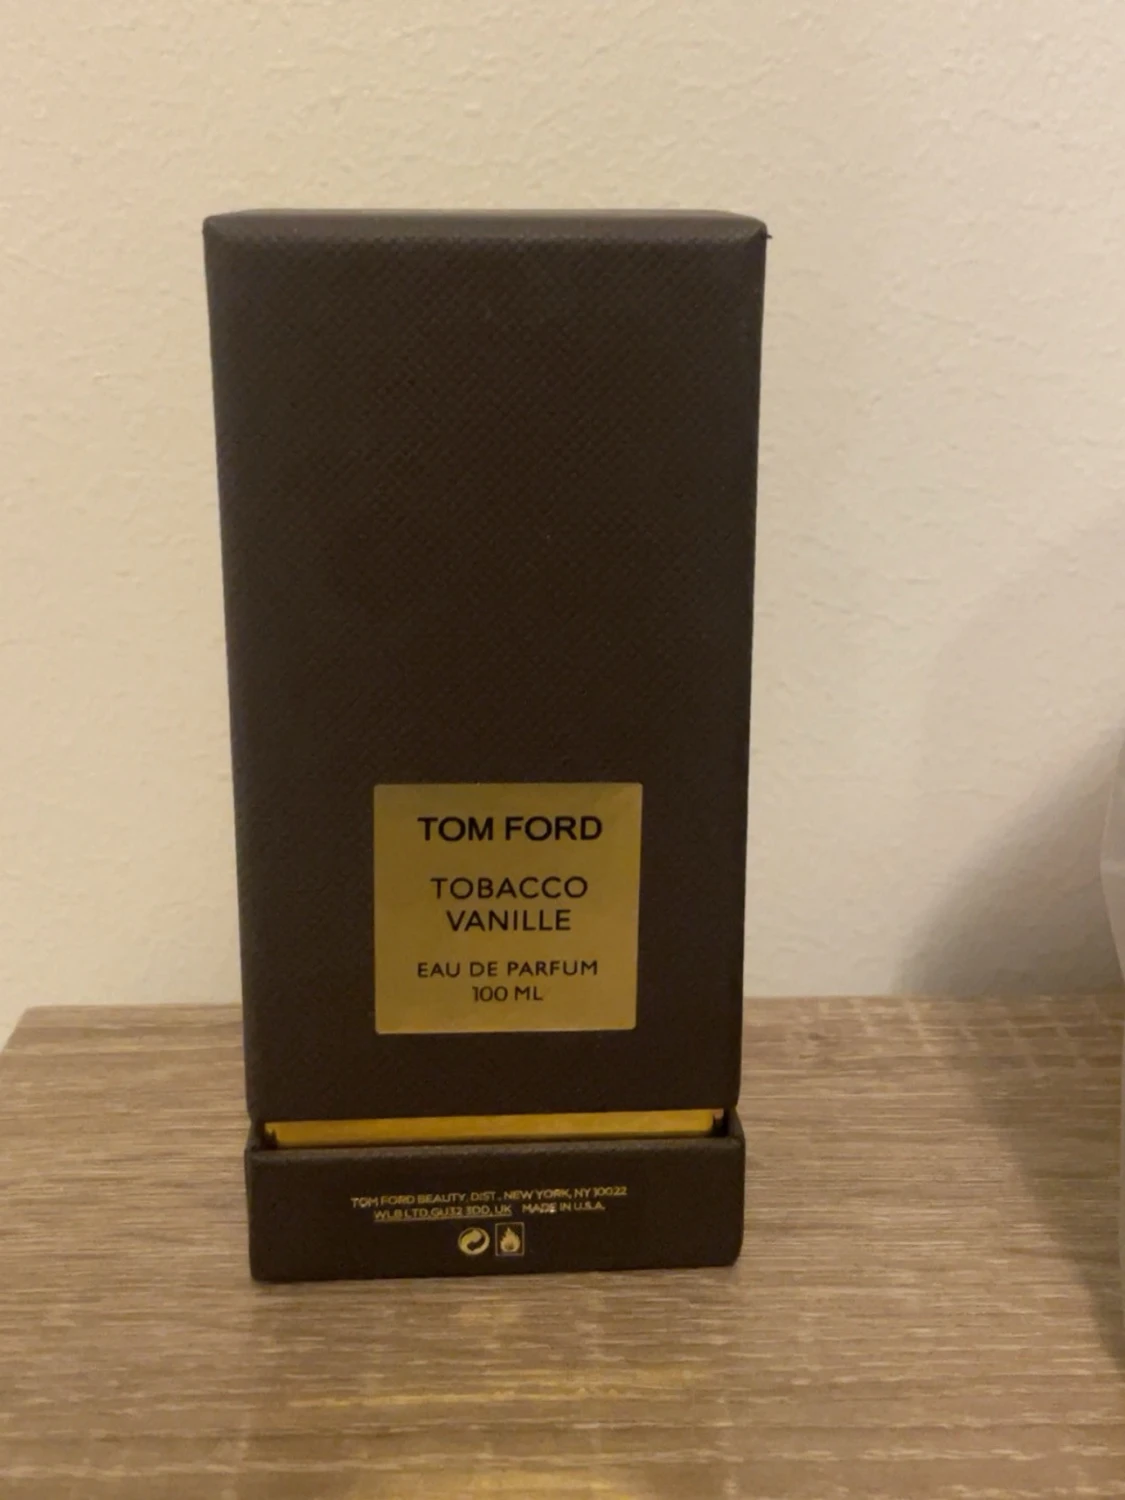 TOM FORD
TOBACCO
VANILLE
EAU DE PARFUM
100 ML
TOM FORD BEAUTY, DIST., NEW YORK, NY 10022
WLB LTD, GU32 3DD, UK MADE IN U.S.A.